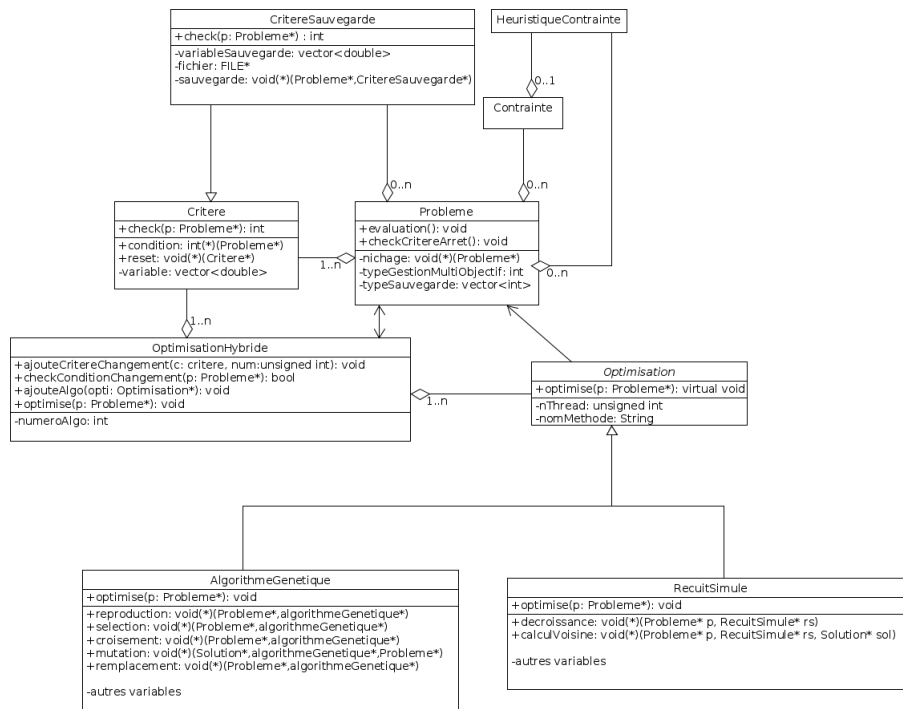 CritereSauvegarde
+check(p: Probleme*) : int
-variableSauvegarde: vector<double>
-fichier: FILE*
-sauvegarde: void(*)(Probleme*,CritereSauvegarde*)
HeuristiqueContrainte
0..1
Contrainte
0..n
0..n
Critere
+check(p: Probleme*): int
+condition: int(*)(Probleme*)
+reset: void(*)(Critere*)
-variable: vector<double>
1..n
Probleme
+evaluation(): void
+checkCritereArret(): void
-nichage: void(*)(Probleme*)
-typeGestionMultiObjectif: int
-typeSauvegarde: vector<int>
0..n
1..n
OptimisationHybride
+ajouteCritereChangement(c: critere, num:unsigned int): void
+checkConditionChangement(p: Probleme*): bool
+ajouteAlgo(opti: Optimisation*): void
+optimise(p: Probleme*): void
-numeroAlgo: int
1..n
Optimisation
+optimise(p: Probleme*): virtual void
-nThread: unsigned int
-nomMethode: String
AlgorithmeGenetique
+optimise(p: Probleme*): void
+reproduction: void(*)(Probleme*,algorithmeGenetique*)
+selection: void(*)(Probleme*,algorithmeGenetique*)
+croisement: void(*)(Probleme*,algorithmeGenetique*)
+mutation: void(*)(Solution*,algorithmeGenetique*,Probleme*)
+remplacement: void(*)(Probleme*,algorithmeGenetique*)
-autres variables
RecuitSimule
+optimise(p: Probleme*): void
+decroissance: void(*)(Probleme* p, RecuitSimule* rs)
+calculVoisine: void(*)(Probleme* p, RecuitSimule* rs, Solution* sol)
-autres variables